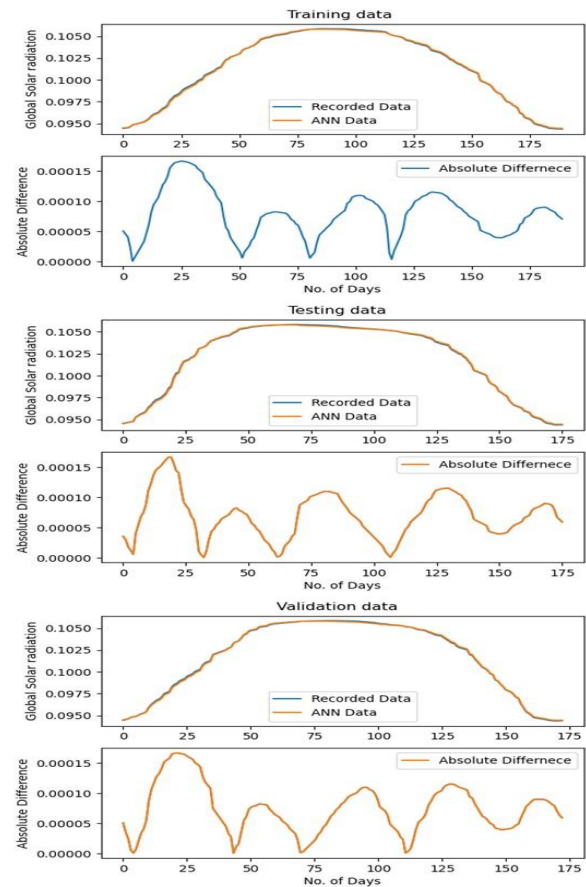 Training data
Global Solar radiation
0.1050
0.1025
0.1000
0.0975
0.0950
Recorded Data
ANN Data
0 25 50 75 100 125 150 175
Absolute Difference
0.00015
0.00010
0.00005
0.00000
Absolute Differnece
0 25 50 75 100 125 150 175
No. of Days
Testing data
Global Solar radiation
0.1050
0.1025
0.1000
0.0975
0.0950
Recorded Data
ANN Data
0 25 50 75 100 125 150 175
Absolute Difference
0.00015
0.00010
0.00005
0.00000
Absolute Differnece
0 25 50 75 100 125 150 175
No. of Days
Validation data
Global Solar radiation
0.1050
0.1025
0.1000
0.0975
0.0950
Recorded Data
ANN Data
0 25 50 75 100 125 150 175
Absolute Difference
0.00015
0.00010
0.00005
0.00000
Absolute Differnece
0 25 50 75 100 125 150 175
No. of Days